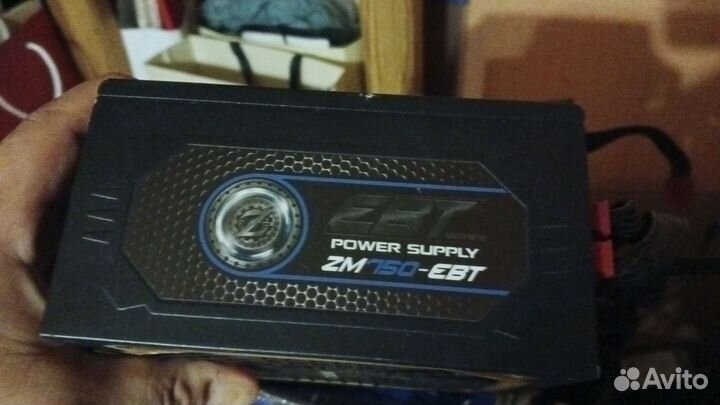 Z
EBT
POWER SUPPLY
ZM750-EBT
Avito